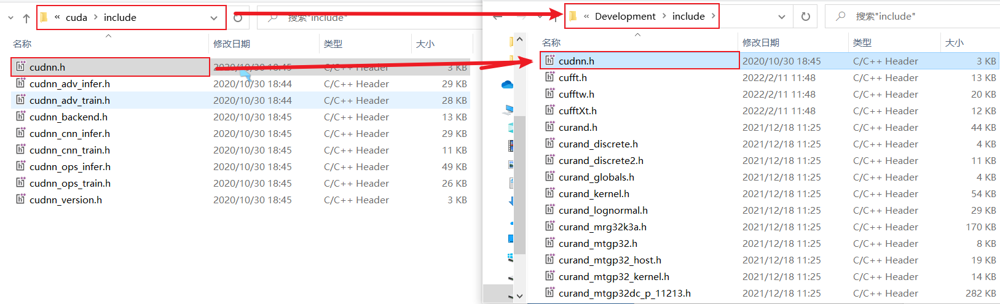 « cuda > include
搜索"include"
名称 修改日期 类型 大小
cudnn.h 2020/10/30 18:45 C/C++ Header 3 KB
cudnn_adv_infer.h 2020/10/30 18:44 C/C++ Header 29 KB
cudnn_adv_train.h 2020/10/30 18:44 C/C++ Header 28 KB
cudnn_backend.h 2020/10/30 18:45 C/C++ Header 13 KB
cudnn_cnn_infer.h 2020/10/30 18:45 C/C++ Header 29 KB
cudnn_cnn_train.h 2020/10/30 18:45 C/C++ Header 11 KB
cudnn_ops_infer.h 2020/10/30 18:45 C/C++ Header 49 KB
cudnn_ops_train.h 2020/10/30 18:45 C/C++ Header 26 KB
cudnn_version.h 2020/10/30 18:45 C/C++ Header 3 KB
« Development > include >
搜索"include"
名称 修改日期 类型 大小
cudnn.h 2020/10/30 18:45 C/C++ Header 3 KB
cufft.h 2022/2/11 11:48 C/C++ Header 13 KB
cufftw.h 2022/2/11 11:48 C/C++ Header 20 KB
cufftXt.h 2022/2/11 11:48 C/C++ Header 12 KB
curand.h 2021/12/18 11:25 C/C++ Header 44 KB
curand_discrete.h 2021/12/18 11:25 C/C++ Header 4 KB
curand_discrete2.h 2021/12/18 11:25 C/C++ Header 11 KB
curand_globals.h 2021/12/18 11:25 C/C++ Header 4 KB
curand_kernel.h 2021/12/18 11:25 C/C++ Header 54 KB
curand_lognormal.h 2021/12/18 11:25 C/C++ Header 29 KB
curand_mrg32k3a.h 2021/12/18 11:25 C/C++ Header 170 KB
curand_mtgp32.h 2021/12/18 11:25 C/C++ Header 8 KB
curand_mtgp32_host.h 2021/12/18 11:25 C/C++ Header 19 KB
curand_mtgp32_kernel.h 2021/12/18 11:25 C/C++ Header 14 KB
curand_mtgp32dc_p_11213.h 2021/12/18 11:25 C/C++ Header 282 KB